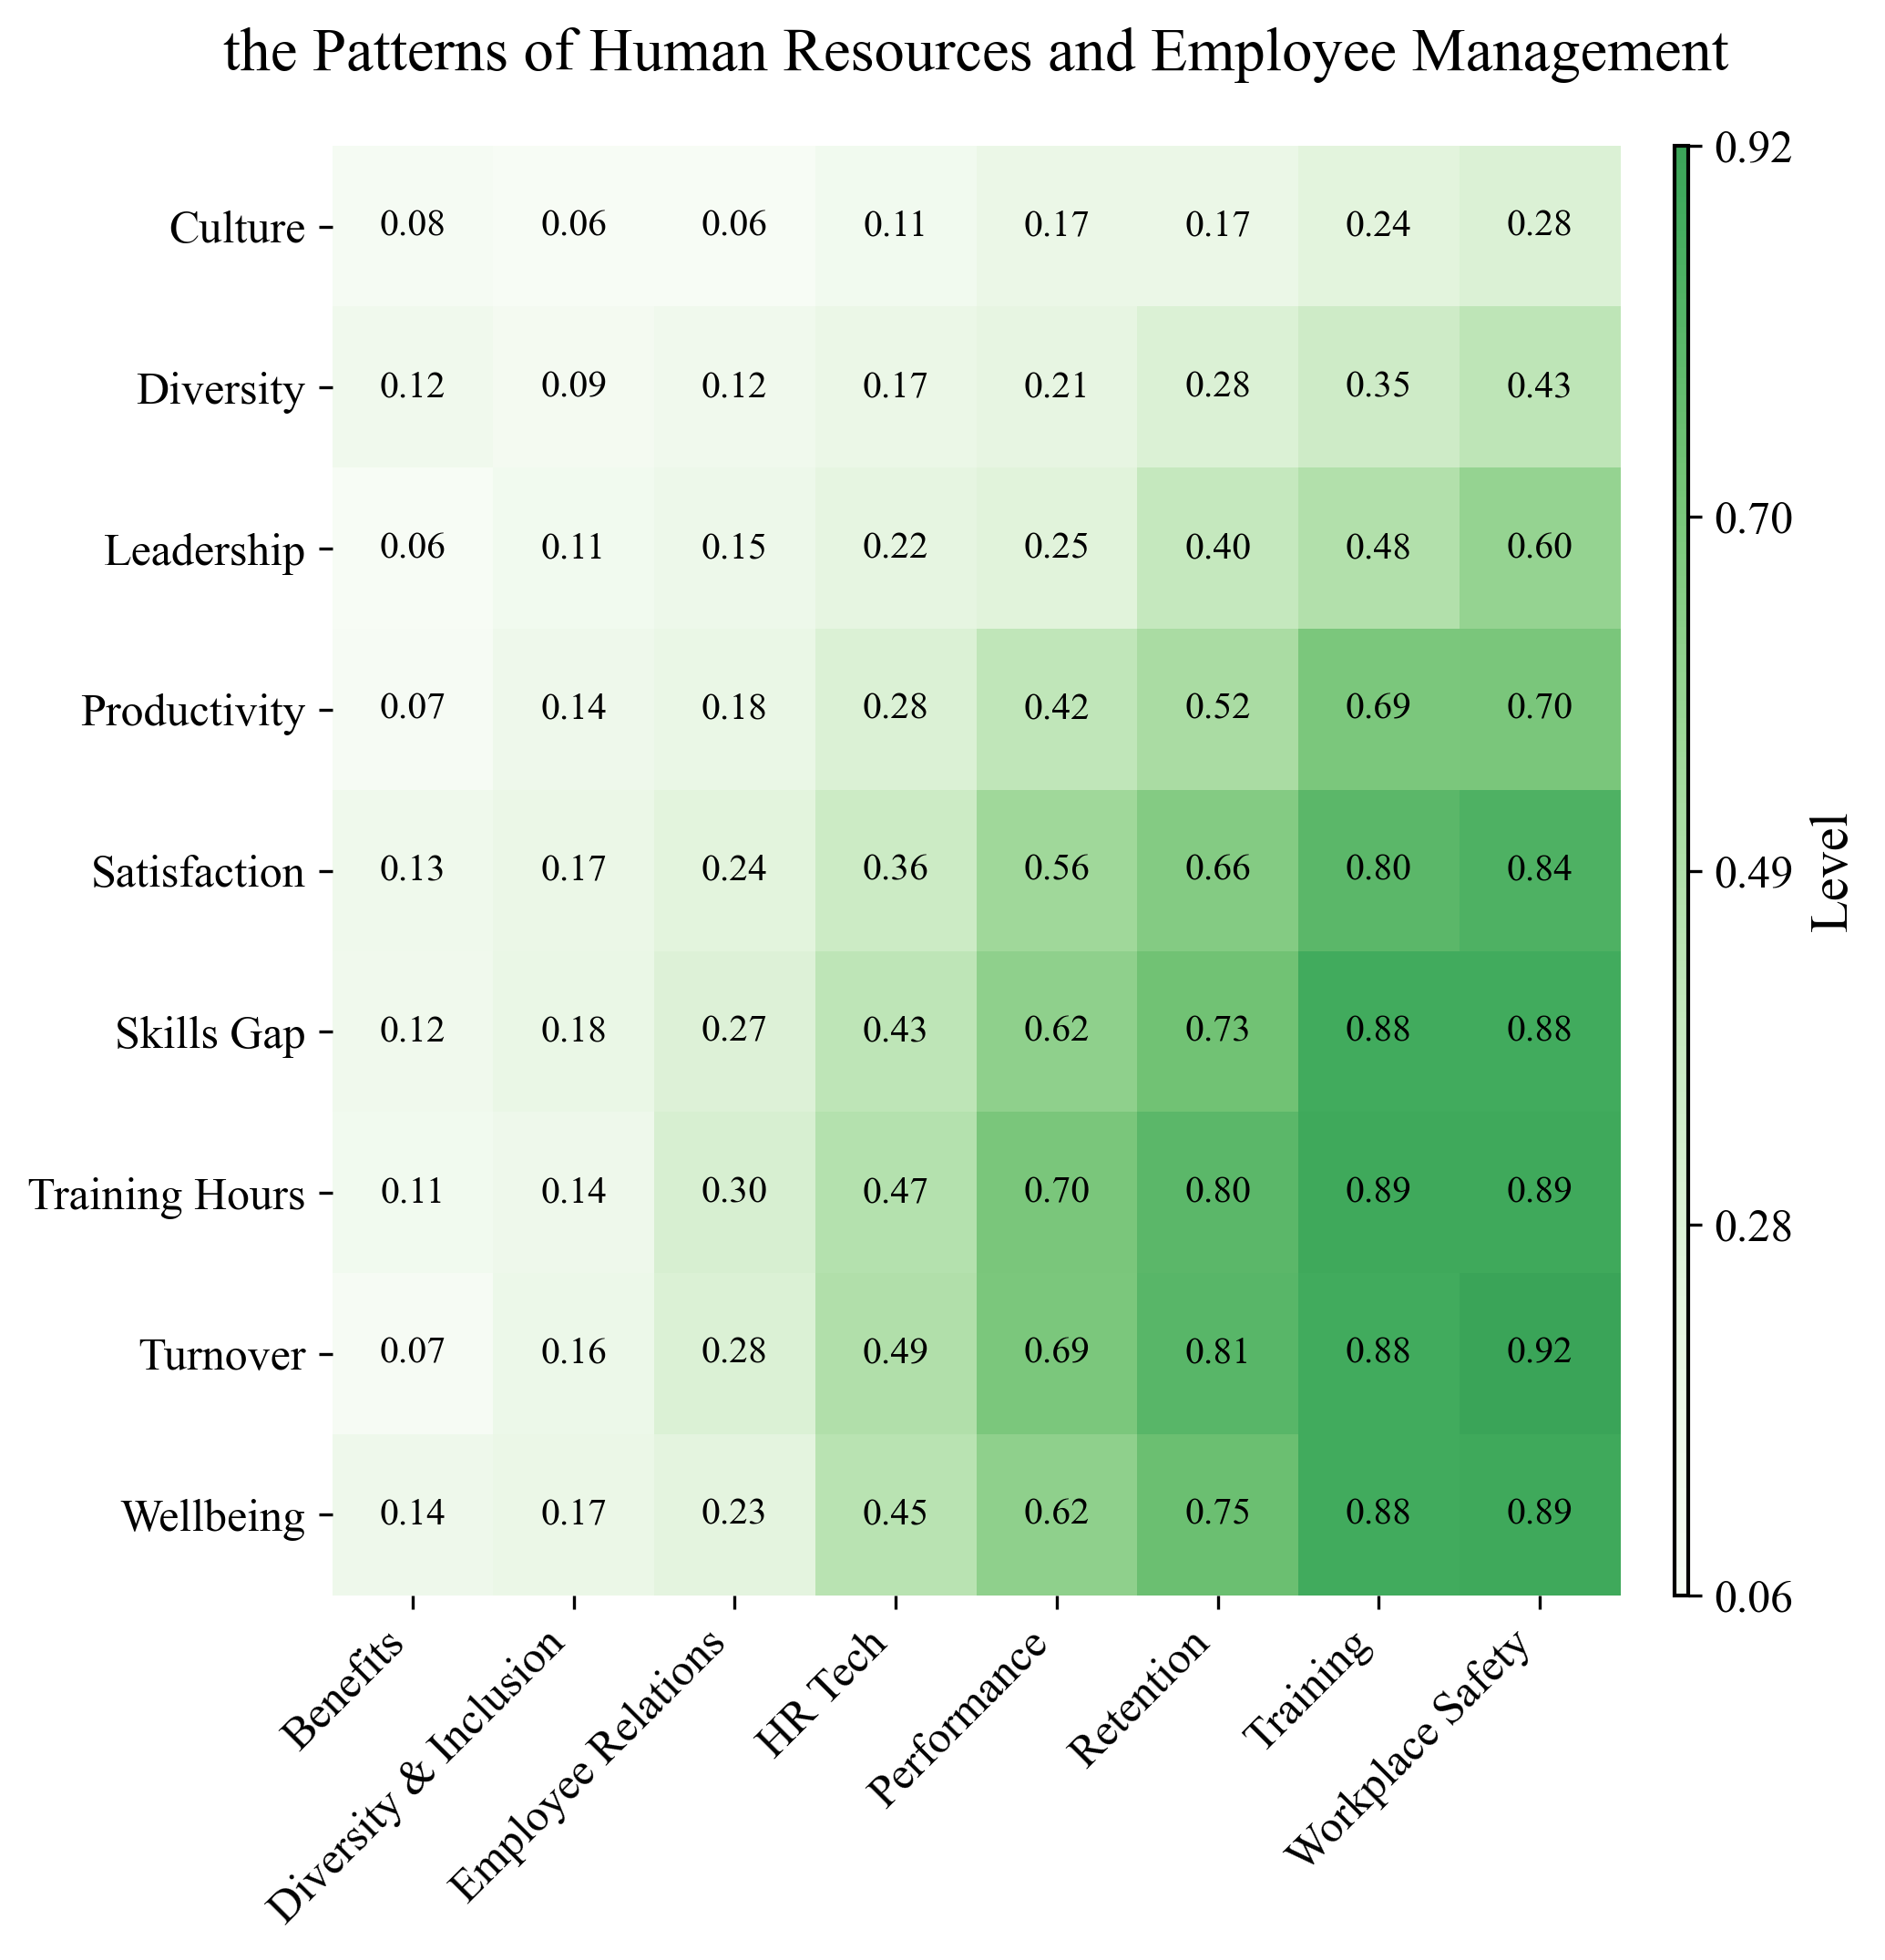 the Patterns of Human Resources and Employee Management
Culture 0.08 0.06 0.06 0.11 0.17 0.17 0.24 0.28
Diversity 0.12 0.09 0.12 0.17 0.21 0.28 0.35 0.43
Leadership 0.06 0.11 0.15 0.22 0.25 0.40 0.48 0.60
Productivity 0.07 0.14 0.18 0.28 0.42 0.52 0.69 0.70
Satisfaction 0.13 0.17 0.24 0.36 0.56 0.66 0.80 0.84
Skills Gap 0.12 0.18 0.27 0.43 0.62 0.73 0.88 0.88
Training Hours 0.11 0.14 0.30 0.47 0.70 0.80 0.89 0.89
Turnover 0.07 0.16 0.28 0.49 0.69 0.81 0.88 0.92
Wellbeing 0.14 0.17 0.23 0.45 0.62 0.75 0.88 0.89
Benefits
Diversity & Inclusion
Employee Relations
HR Tech
Performance
Retention
Training
Workplace Safety
0.92
0.70
0.49
0.28
0.06
Level